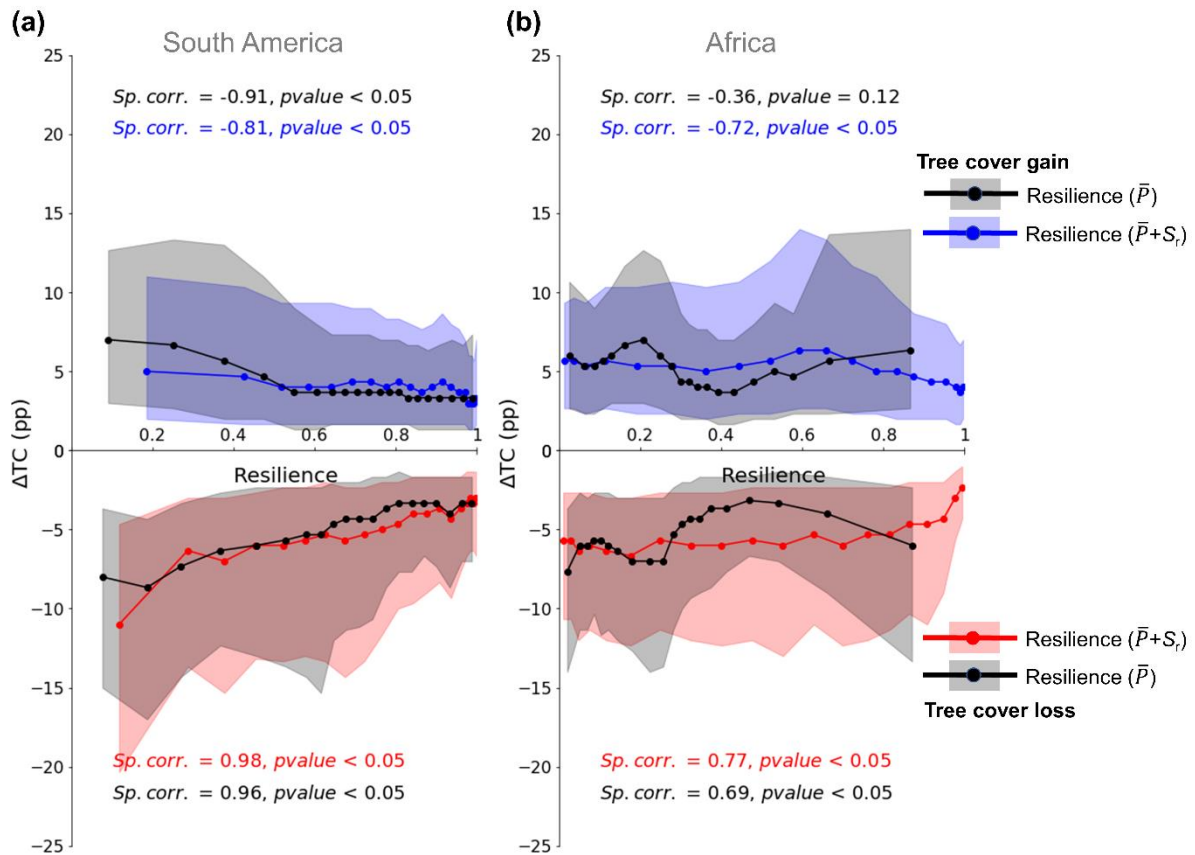 (a)
South America
Sp. corr. = -0.91, pvalue < 0.05
Sp. corr. = -0.81, pvalue < 0.05
25
20
15
10
5
0
−5
−10
−15
−20
−25
ΔTC (pp)
ΔTC (pp)
0.2 0.4 0.6 0.8 1
Resilience
Sp. corr. = 0.98, pvalue < 0.05
Sp. corr. = 0.96, pvalue < 0.05
(b)
Africa
Sp. corr. = -0.36, pvalue = 0.12
Sp. corr. = -0.72, pvalue < 0.05
25
20
15
10
5
0
−5
−10
−15
−20
−25
ΔTC (pp)
ΔTC (pp)
0.2 0.4 0.6 0.8 1
Resilience
Sp. corr. = 0.77, pvalue < 0.05
Sp. corr. = 0.69, pvalue < 0.05
Tree cover gain
Resilience (P̄)
Resilience (P̄+Sᵣ)
Resilience (P̄+Sᵣ)
Resilience (P̄)
Tree cover loss